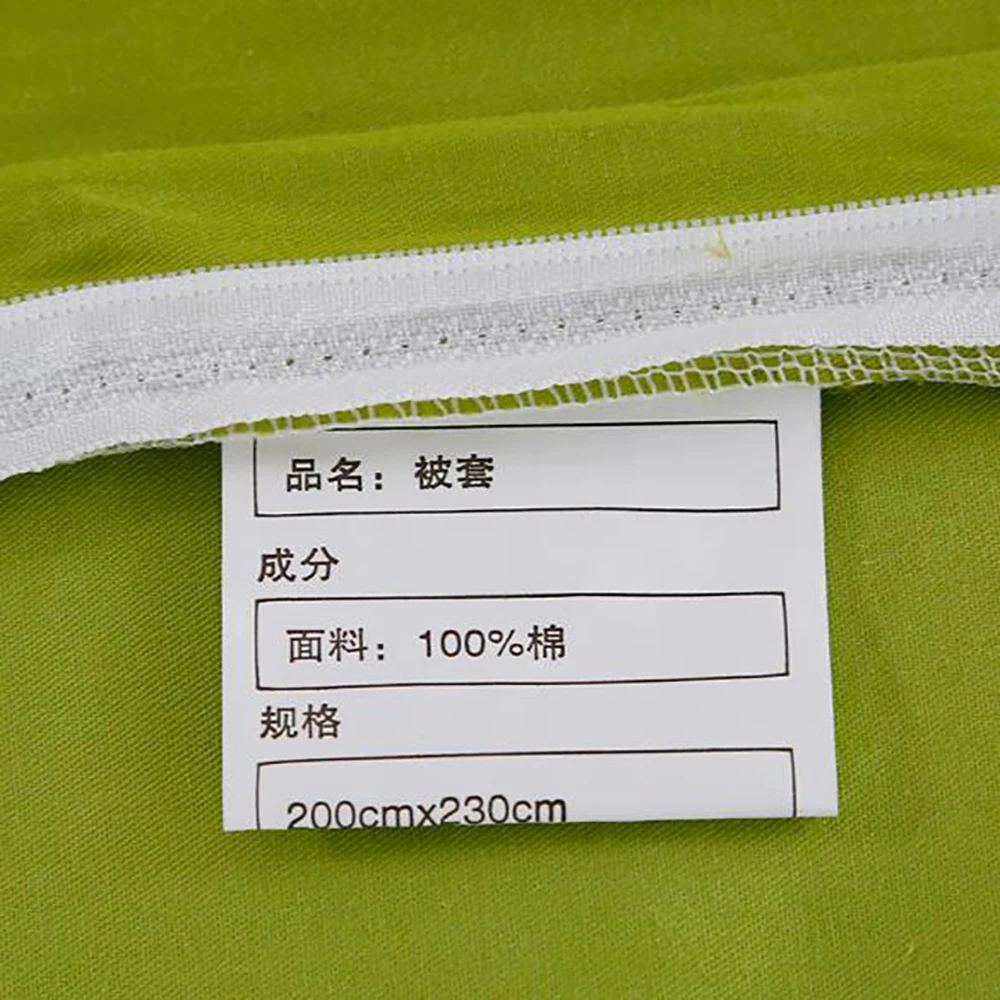 品名：被套
成分
面料：100%棉
规格
200cmx230cm